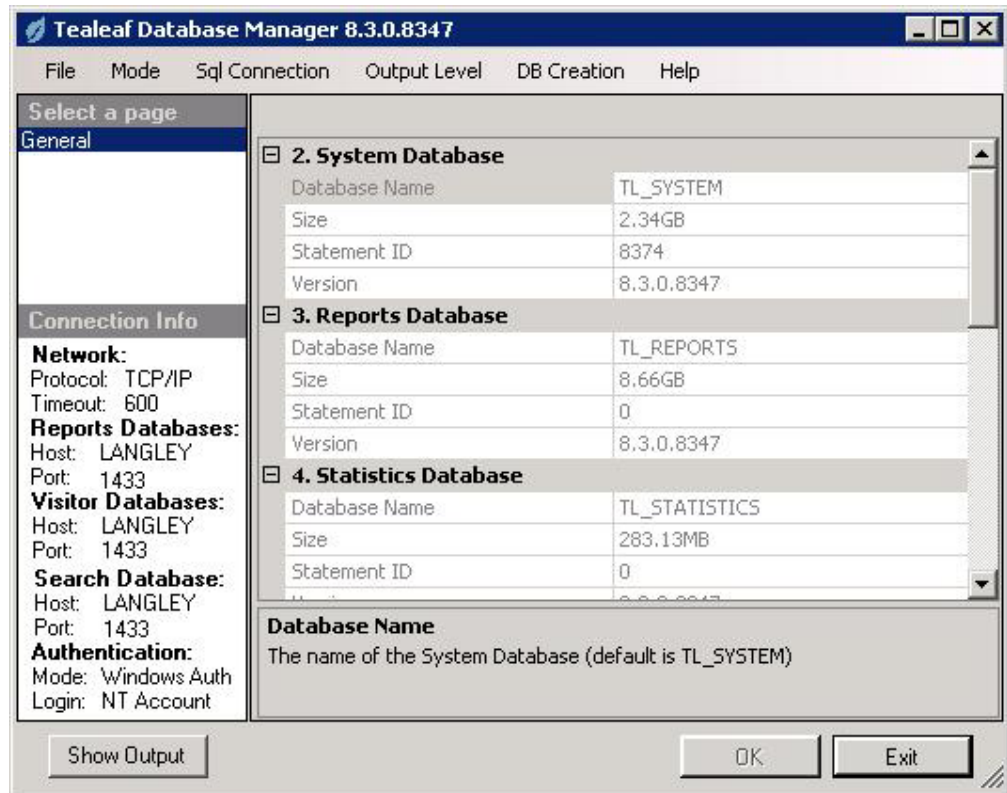 Tealeaf Database Manager 8.3.0.8347
File Mode Sql Connection Output Level DB Creation Help
Select a page
General
Connection Info
Network:
Protocol: TCP/IP
Timeout: 600
Reports Databases:
Host: LANGLEY
Port: 1433
Visitor Databases:
Host: LANGLEY
Port: 1433
Search Database:
Host: LANGLEY
Port: 1433
Authentication:
Mode: Windows Auth
Login: NT Account
2. System Database
Database Name TL_SYSTEM
Size 2.34GB
Statement ID 8374
Version 8.3.0.8347
3. Reports Database
Database Name TL_REPORTS
Size 8.66GB
Statement ID 0
Version 8.3.0.8347
4. Statistics Database
Database Name TL_STATISTICS
Size 283.13MB
Statement ID 0
Database Name
The name of the System Database (default is TL_SYSTEM)
Show Output OK Exit